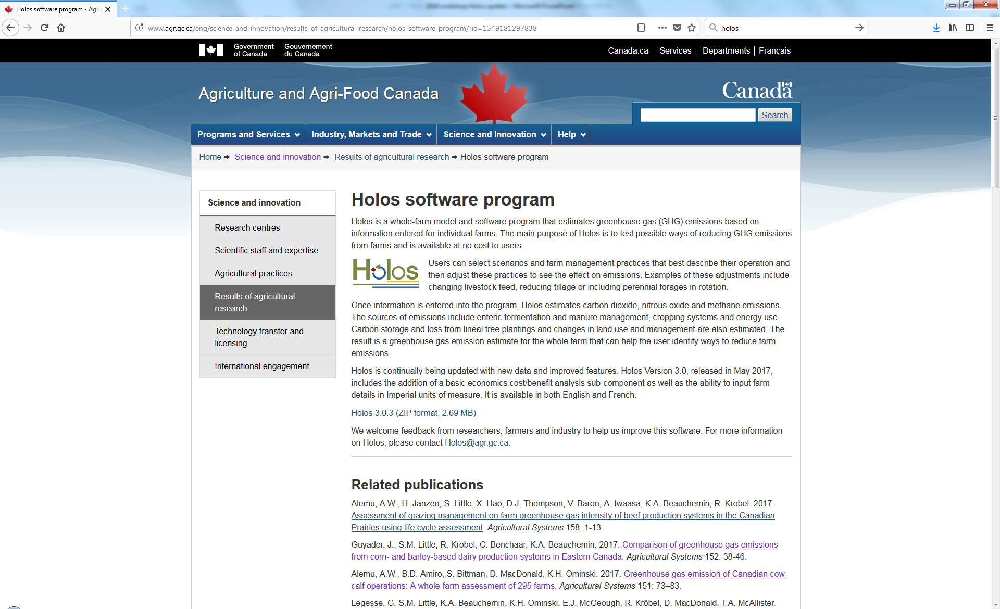 Holos software program - Agri
www.agr.gc.ca/eng/science-and-innovation/results-of-agricultural-research/holos-software-program/?id=1349181297838
holos
Government of Canada
Gouvernement du Canada
Canada.ca
Services
Departments
Français
Agriculture and Agri-Food Canada
Canada
Search
Programs and Services
Industry, Markets and Trade
Science and Innovation
Help
Home
Science and innovation
Results of agricultural research
Holos software program
Science and innovation
Research centres
Scientific staff and expertise
Agricultural practices
Results of agricultural
research
Technology transfer and
licensing
International engagement
Holos software program
Holos is a whole-farm model and software program that estimates greenhouse gas (GHG) emissions based on
information entered for individual farms. The main purpose of Holos is to test possible ways of reducing GHG emissions
from farms and is available at no cost to users.
Holos
Users can select scenarios and farm management practices that best describe their operation and
then adjust these practices to see the effect on emissions. Examples of these adjustments include
changing livestock feed, reducing tillage or including perennial forages in rotation.
Once information is entered into the program, Holos estimates carbon dioxide, nitrous oxide and methane emissions.
The sources of emissions include enteric fermentation and manure management, cropping systems and energy use.
Carbon storage and loss from lineal tree plantings and changes in land use and management are also estimated. The
result is a greenhouse gas emission estimate for the whole farm that can help the user identify ways to reduce farm
emissions.
Holos is continually being updated with new data and improved features. Holos Version 3.0, released in May 2017,
includes the addition of a basic economics cost/benefit analysis sub-component as well as the ability to input farm
details in Imperial units of measure. It is available in both English and French.
Holos 3.0.3 (ZIP format, 2.69 MB)
We welcome feedback from researchers, farmers and industry to help us improve this software. For more information
on Holos, please contact Holos@agr.gc.ca.
Related publications
Alemu, A.W., H. Janzen, S. Little, X. Hao, D.J. Thompson, V. Baron, A. Iwaasa, K.A. Beauchemin, R. Kröbel. 2017.
Assessment of grazing management on farm greenhouse gas intensity of beef production systems in the Canadian
Prairies using life cycle assessment. Agricultural Systems 158: 1-13.
Guyader, J., S.M. Little, R. Kröbel, C. Benchaar, K.A. Beauchemin. 2017. Comparison of greenhouse gas emissions
from corn- and barley-based dairy production systems in Eastern Canada. Agricultural Systems 152: 38-46.
Alemu, A.W., B.D. Amiro, S. Bittman, D. MacDonald, K.H. Ominski. 2017. Greenhouse gas emission of Canadian cow-
calf operations: A whole-farm assessment of 295 farms. Agricultural Systems 151: 73–83.
Legesse, G. S.M. Little, K.A. Beauchemin, K.H. Ominski, E.J. McGeough, R. Kröbel, D. MacDonald, T.A. McAllister.